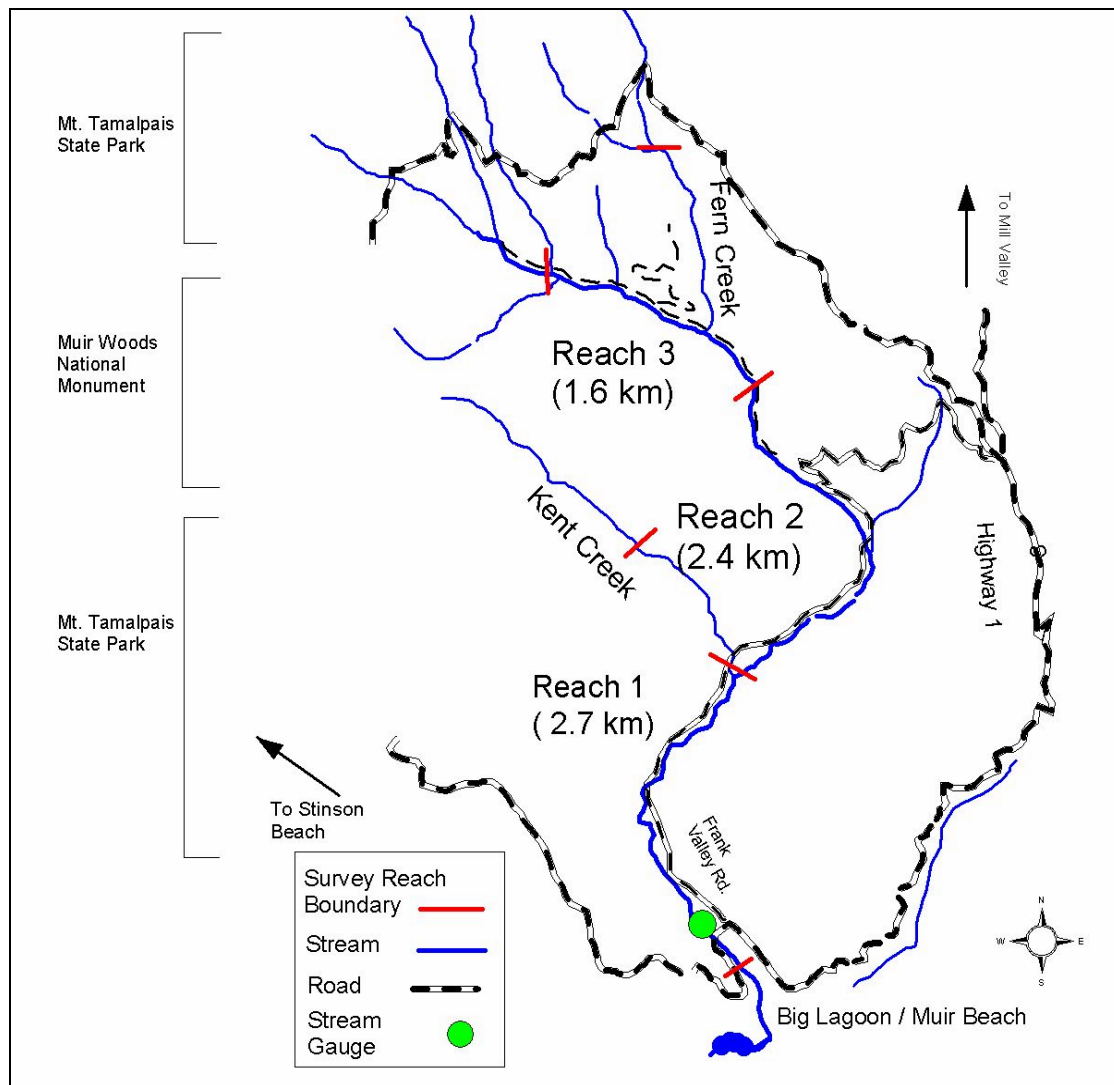 Mt. Tamalpais
State Park
Fern Creek
To Mill Valley
Muir Woods
National
Monument
Reach 3
(1.6 km)
Kent Creek
Reach 2
(2.4 km)
Highway 1
Mt. Tamalpais
State Park
Reach 1
( 2.7 km)
To Stinson
Beach
Frank
Valley Rd.
Survey Reach
Boundary
Stream
Road
Stream
Gauge
N
W
E
S
Big Lagoon / Muir Beach